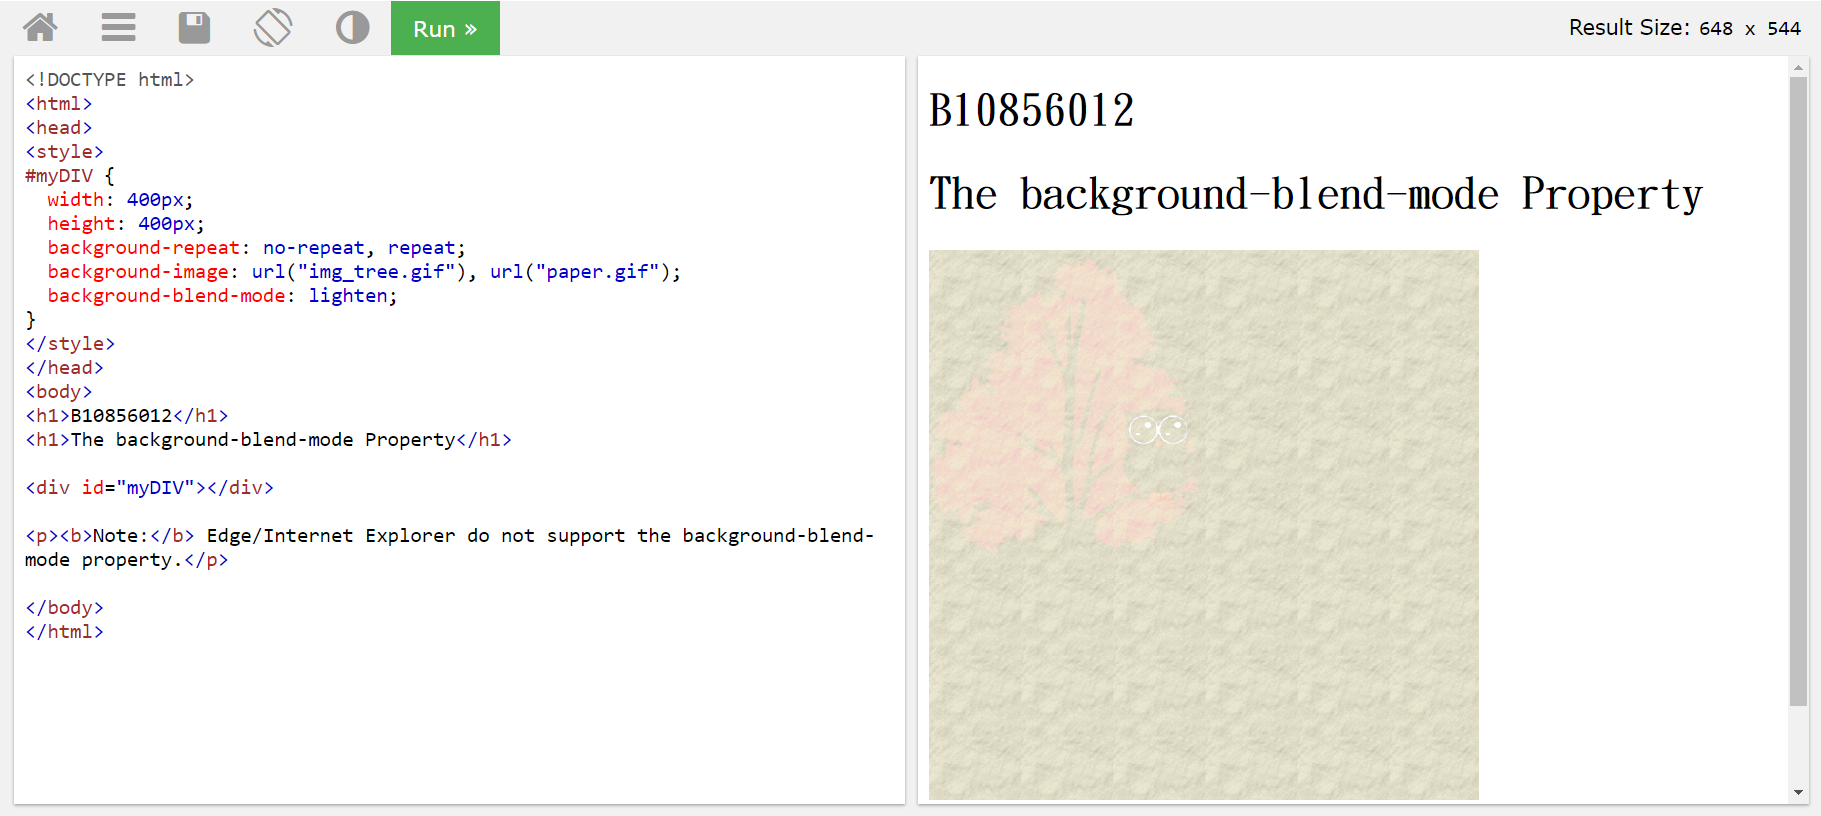 Run »
Result Size: 648 x 544
<!DOCTYPE html>
<html>
<head>
<style>
#myDIV {
  width: 400px;
  height: 400px;
  background-repeat: no-repeat, repeat;
  background-image: url("img_tree.gif"), url("paper.gif");
  background-blend-mode: lighten;
}
</style>
</head>
<body>
<h1>B10856012</h1>
<h1>The background-blend-mode Property</h1>
<div id="myDIV"></div>
<p><b>Note:</b> Edge/Internet Explorer do not support the background-blend-
mode property.</p>
</body>
</html>
B10856012
The background-blend-mode Property